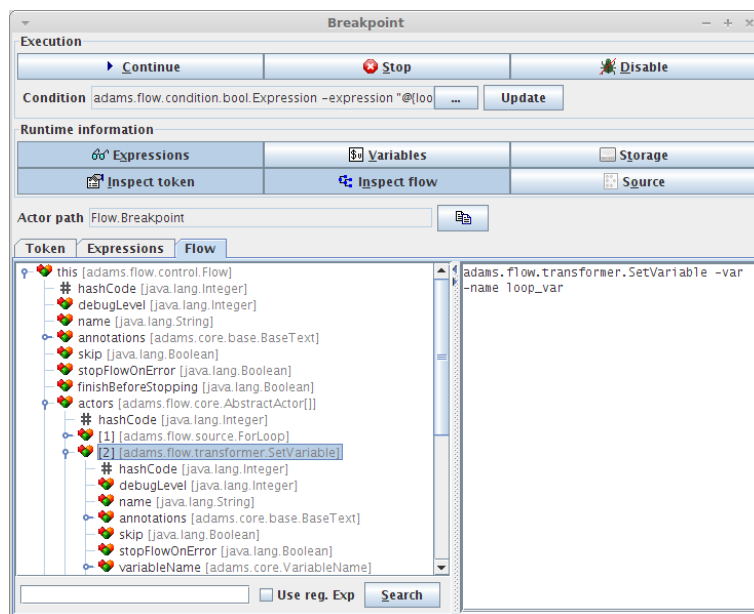 Breakpoint
Execution
Continue
Stop
Disable
Condition adams.flow.condition.bool.Expression -expression "@{loo ... Update
Runtime information
Expressions
Variables
Storage
Inspect token
Inspect flow
Source
Actor path Flow.Breakpoint
Token Expressions Flow
this [adams.flow.control.Flow]
# hashCode [java.lang.Integer]
debugLevel [java.lang.Integer]
name [java.lang.String]
annotations [adams.core.base.BaseText]
skip [java.lang.Boolean]
stopFlowOnError [java.lang.Boolean]
finishBeforeStopping [java.lang.Boolean]
actors [adams.flow.core.AbstractActor[]]
# hashCode [java.lang.Integer]
[1] [adams.flow.source.ForLoop]
[2] [adams.flow.transformer.SetVariable]
# hashCode [java.lang.Integer]
debugLevel [java.lang.Integer]
name [java.lang.String]
annotations [adams.core.base.BaseText]
skip [java.lang.Boolean]
stopFlowOnError [java.lang.Boolean]
variableName [adams.core.VariableName]
adams.flow.transformer.SetVariable -var
-name loop_var
Use reg. Exp Search